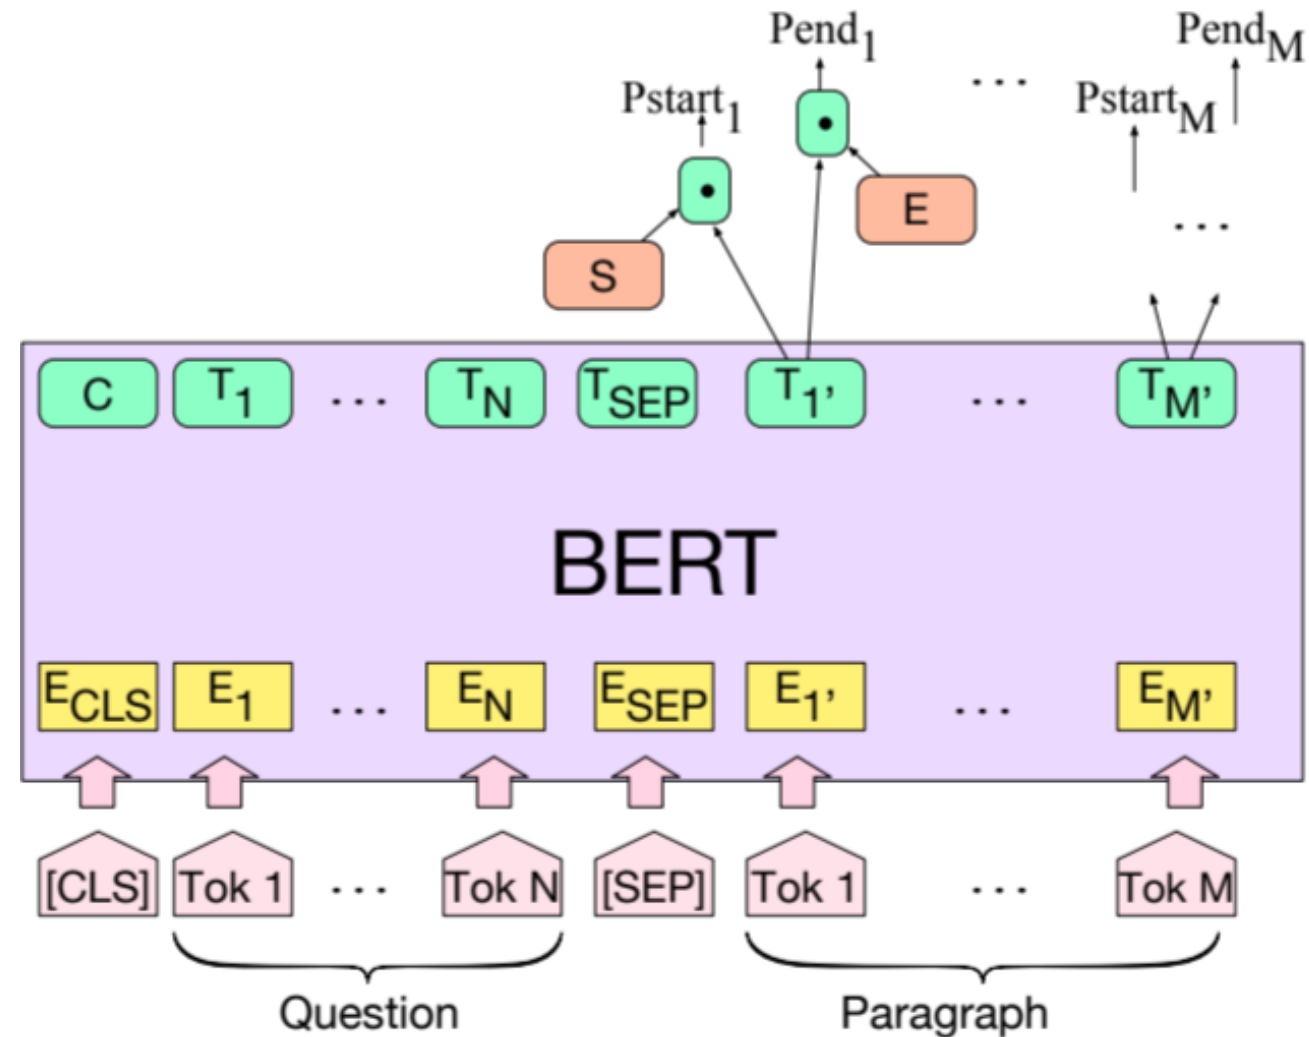 Pend1 PendM
Pstart1 ... PstartM
• E ...
• S
C T1 ... TN TSEP T1’ ... TM’
BERT
ECLS E1 ... EN ESEP E1’ ... EM’
[CLS] Tok 1 ... Tok N [SEP] Tok 1 ... Tok M
Question Paragraph